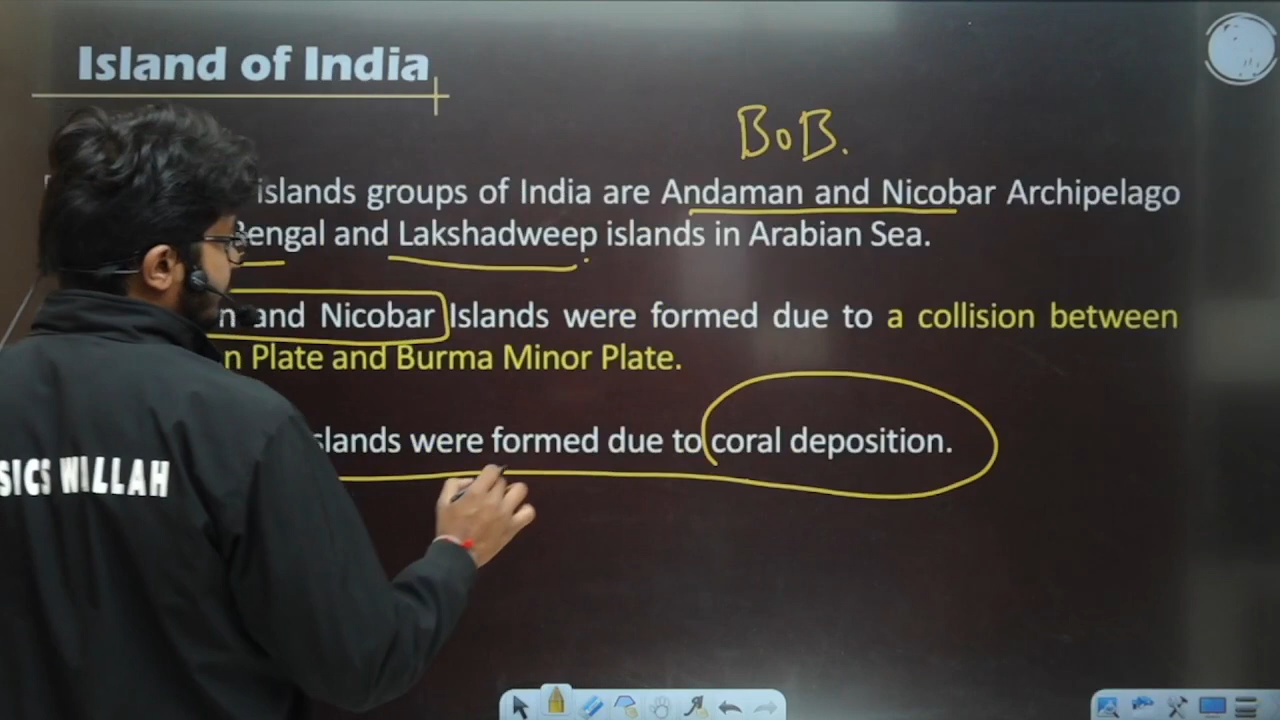 Island of India
BOB.
islands groups of India are Andaman and Nicobar Archipelago
Bengal and Lakshadweep islands in Arabian Sea.
and Nicobar Islands were formed due to a collision between
Plate and Burma Minor Plate.
slands were formed due to coral deposition.
SICS WALLAH